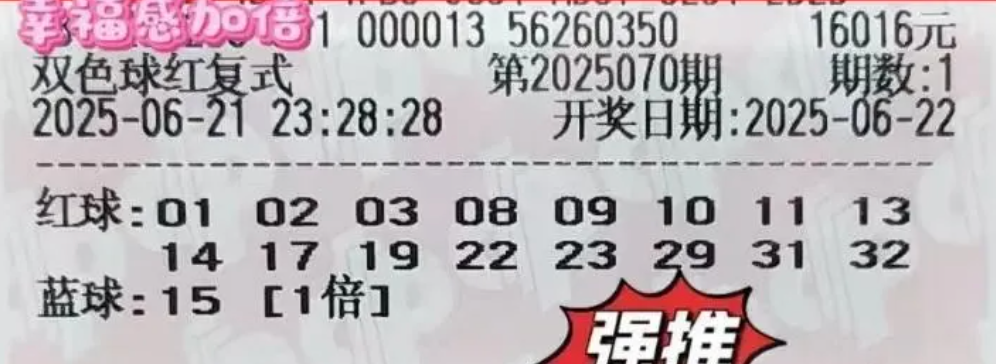 幸福感加倍
1 000013 56260350 16016元
双色球红复式 第2025070期 期数:1
2025-06-21 23:28:28 开奖日期:2025-06-22
红球:01 02 03 08 09 10 11 13
14 17 19 22 23 29 31 32
蓝球:15 [1倍]
强推